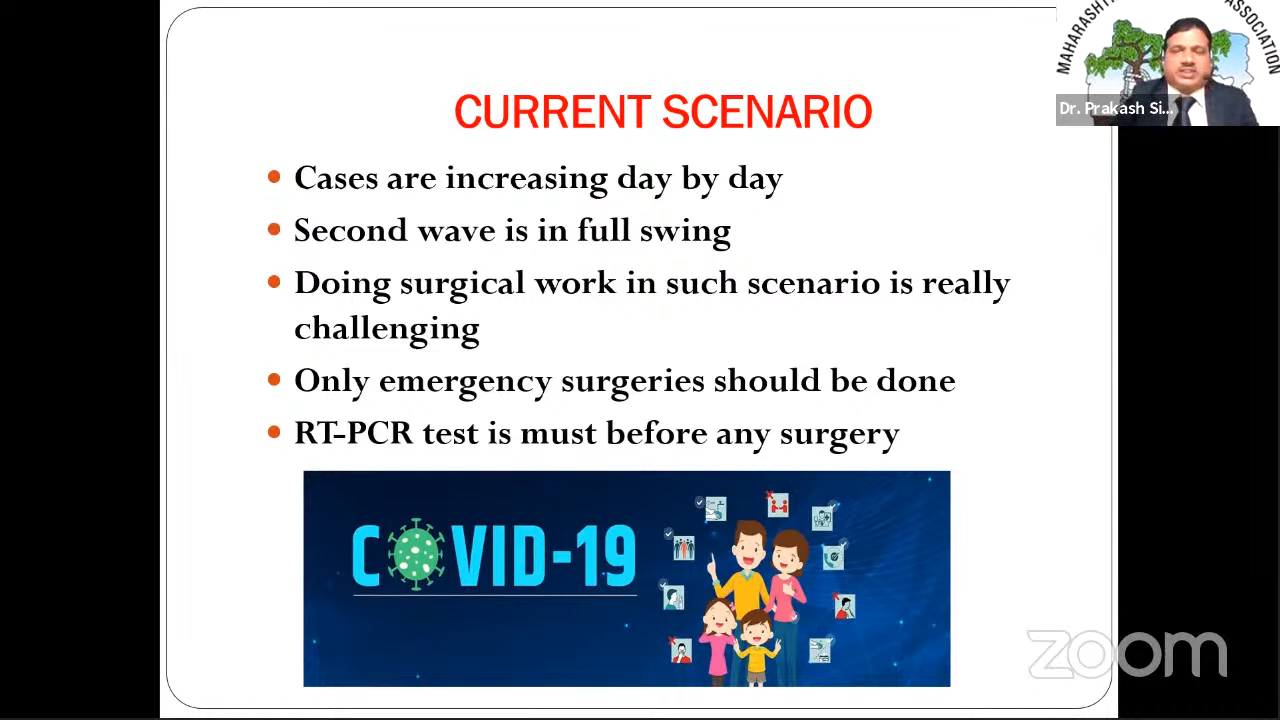 MAHARASHT
ASSOCIATION
Dr. Prakash Si...
CURRENT SCENARIO
• Cases are increasing day by day
• Second wave is in full swing
• Doing surgical work in such scenario is really
challenging
• Only emergency surgeries should be done
• RT-PCR test is must before any surgery
COVID-19
zoom